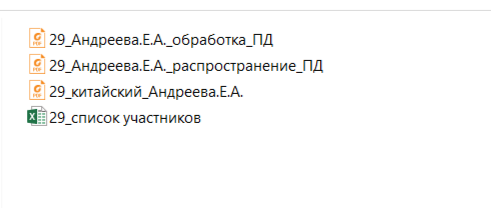 29_Андреева.Е.А._обработка_ПД
29_Андреева.Е.А._распространение_ПД
29_китайский_Андреева.Е.А.
29_список участников